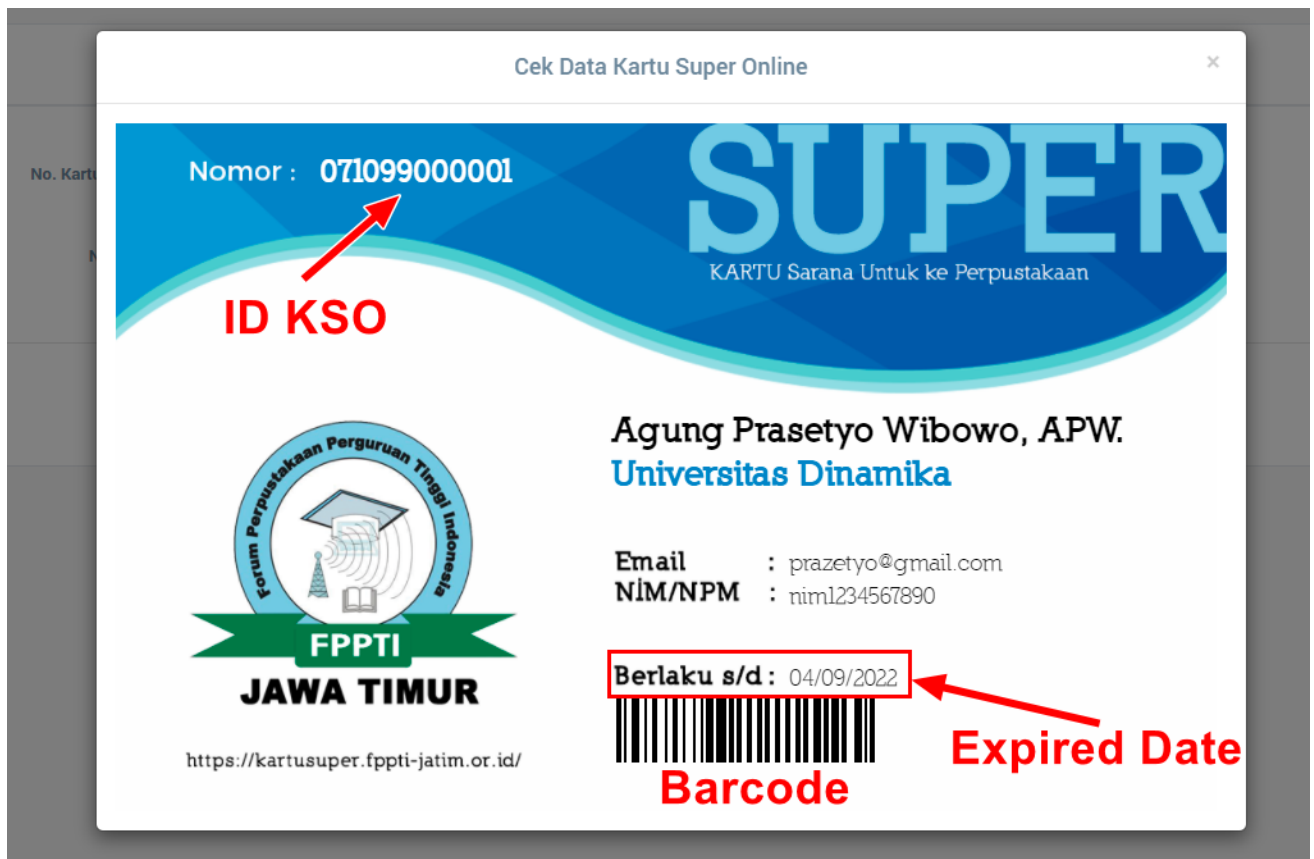 Cek Data Kartu Super Online
×
No. Kartu
Nomor : 071099000001
SUPER
KARTU Sarana Untuk ke Perpustakaan
ID KSO
Agung Prasetyo Wibowo, APW.
Universitas Dinamika
Forum Perpustakaan Perguruan Tinggi Indonesia
FPPTI
JAWA TIMUR
https://kartusuper.fppti-jatim.or.id/
Email : prazetyo@gmail.com
NIM/NPM : nim1234567890
Berlaku s/d : 04/09/2022
Expired Date
Barcode